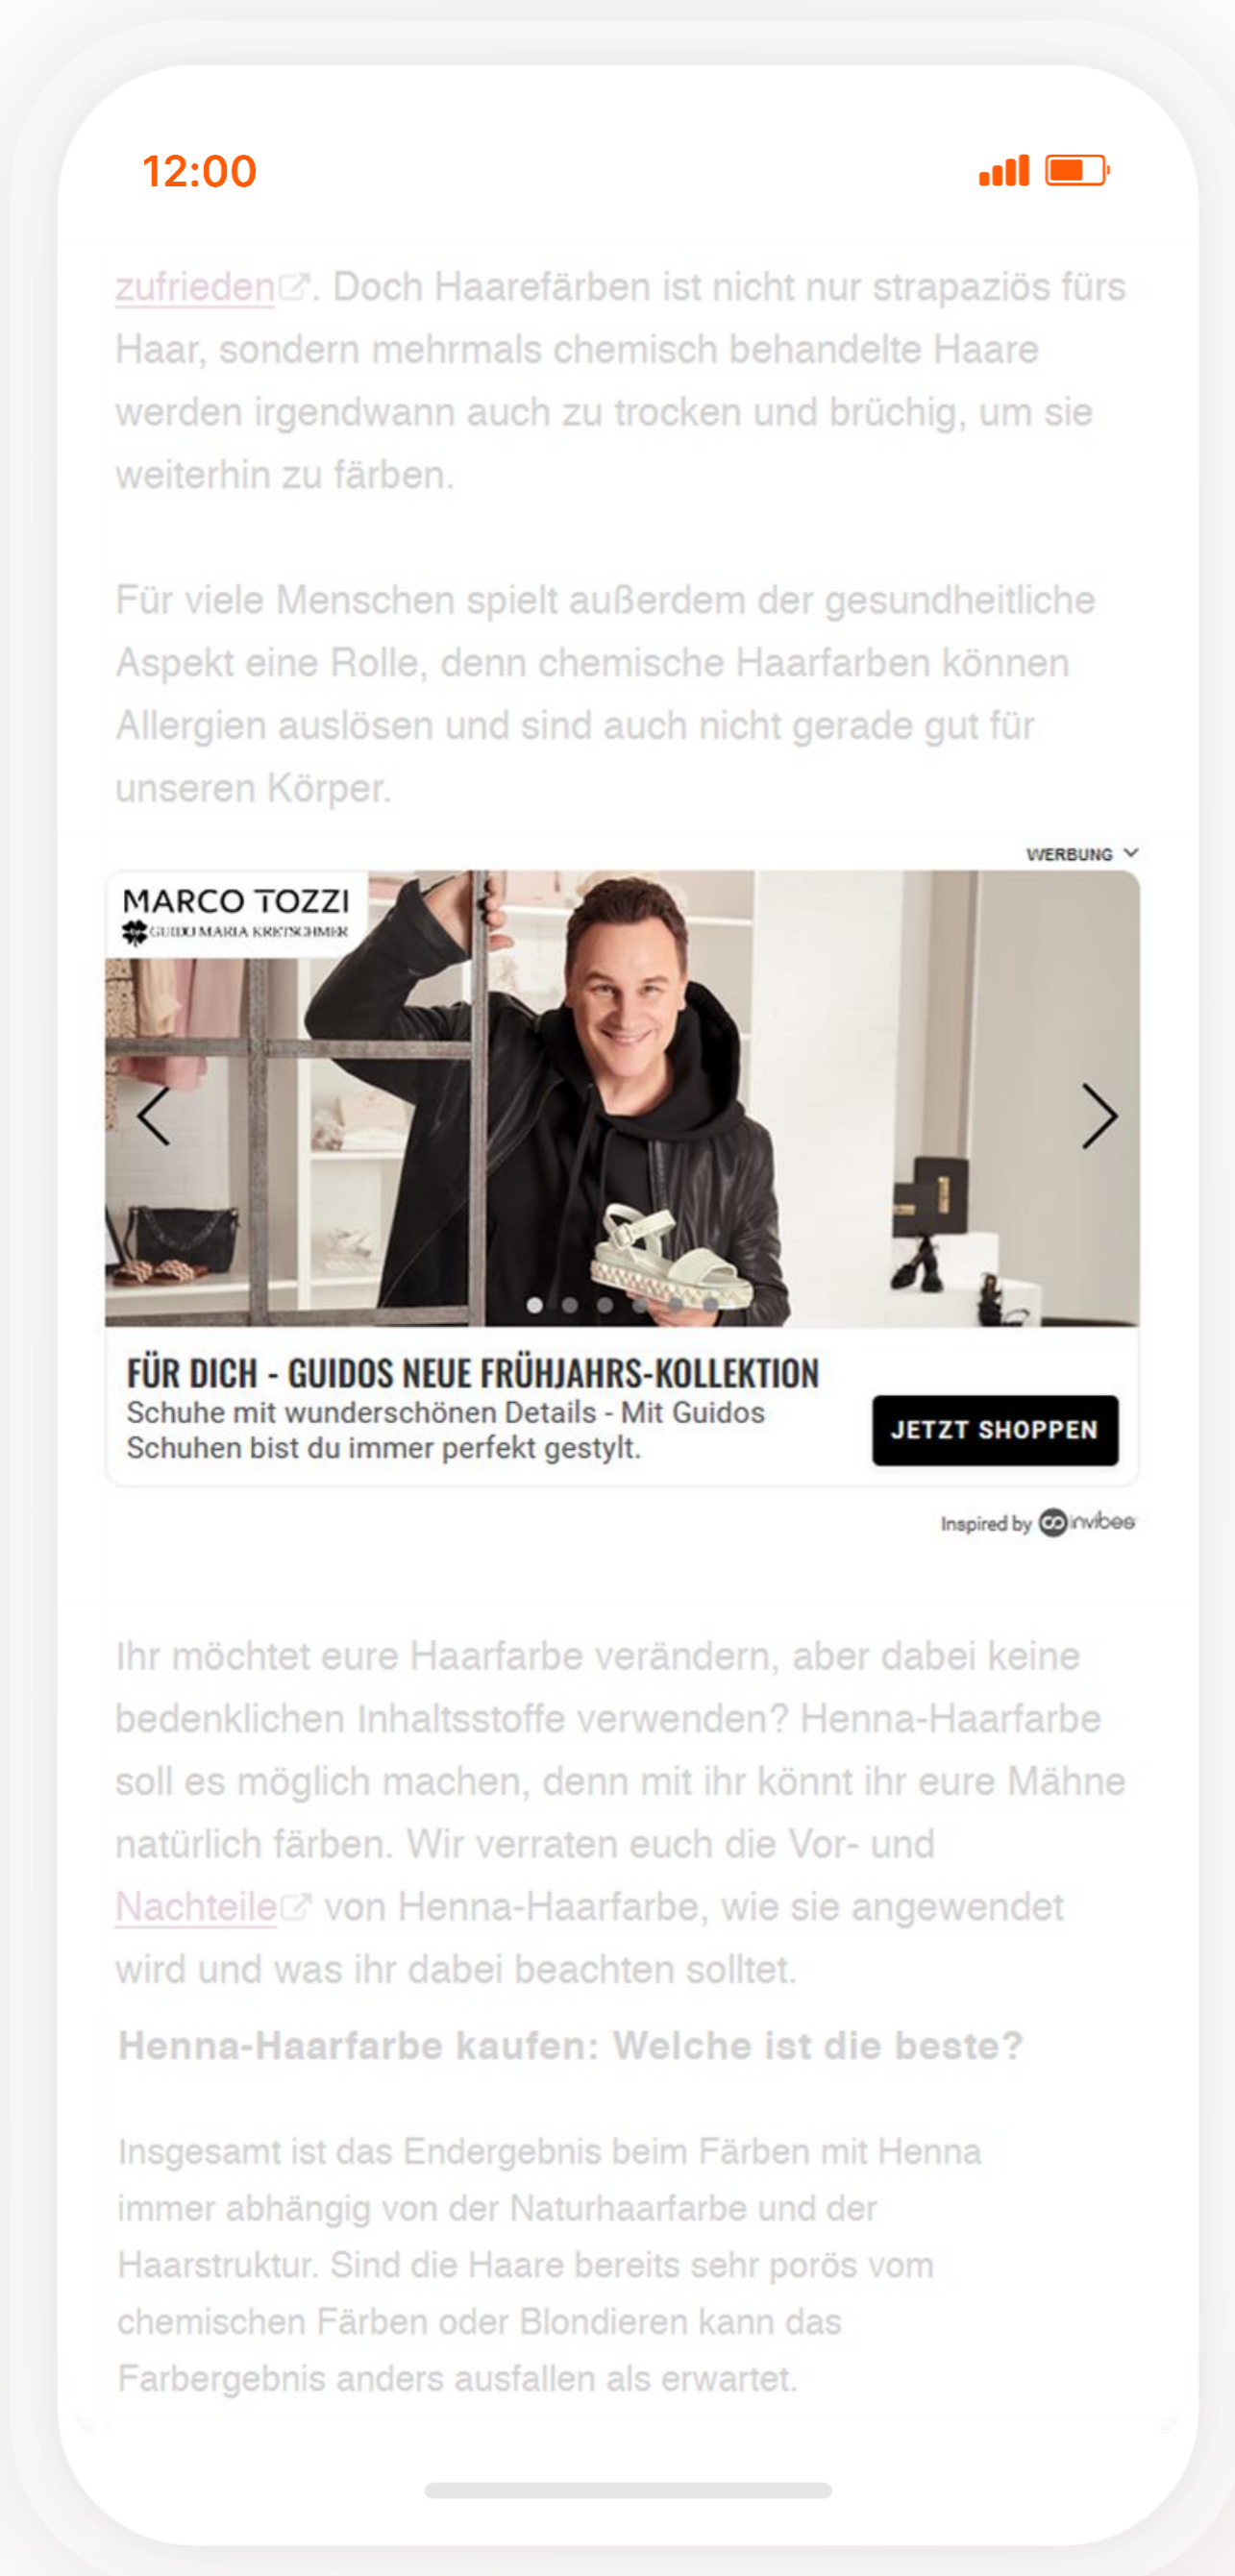 12:00
zufrieden. Doch Haarefärben ist nicht nur strapaziös fürs
Haar, sondern mehrmals chemisch behandelte Haare
werden irgendwann auch zu trocken und brüchig, um sie
weiterhin zu färben.
Für viele Menschen spielt außerdem der gesundheitliche
Aspekt eine Rolle, denn chemische Haarfarben können
Allergien auslösen und sind auch nicht gerade gut für
unseren Körper.
WERBUNG
MARCO TOZZI
GUIDO MARIA KRETSCHMER
FÜR DICH - GUIDOS NEUE FRÜHJAHRS-KOLLEKTION
Schuhe mit wunderschönen Details - Mit Guidos
Schuhen bist du immer perfekt gestylt.
JETZT SHOPPEN
Inspired by invibes
Ihr möchtet eure Haarfarbe verändern, aber dabei keine
bedenklichen Inhaltsstoffe verwenden? Henna-Haarfarbe
soll es möglich machen, denn mit ihr könnt ihr eure Mähne
natürlich färben. Wir verraten euch die Vor- und
Nachteile von Henna-Haarfarbe, wie sie angewendet
wird und was ihr dabei beachten solltet.
Henna-Haarfarbe kaufen: Welche ist die beste?
Insgesamt ist das Endergebnis beim Färben mit Henna
immer abhängig von der Naturhaarfarbe und der
Haarstruktur. Sind die Haare bereits sehr porös vom
chemischen Färben oder Blondieren kann das
Farbergebnis anders ausfallen als erwartet.